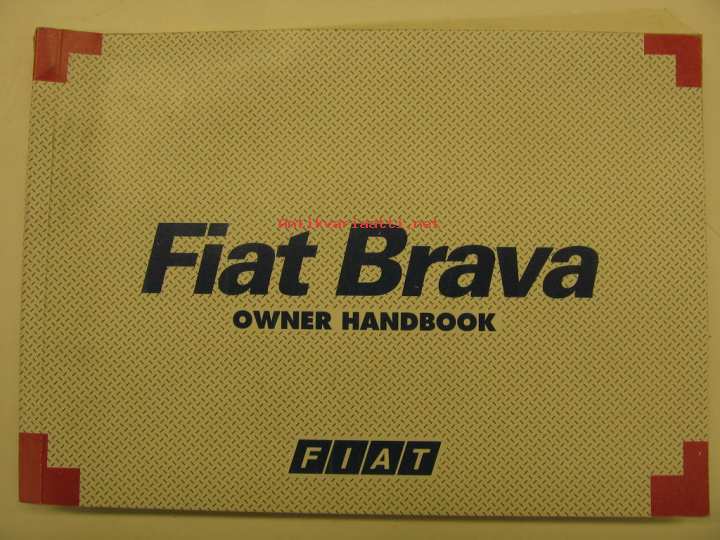 Antikvariaatti.net
Fiat Brava
OWNER HANDBOOK
FIAT